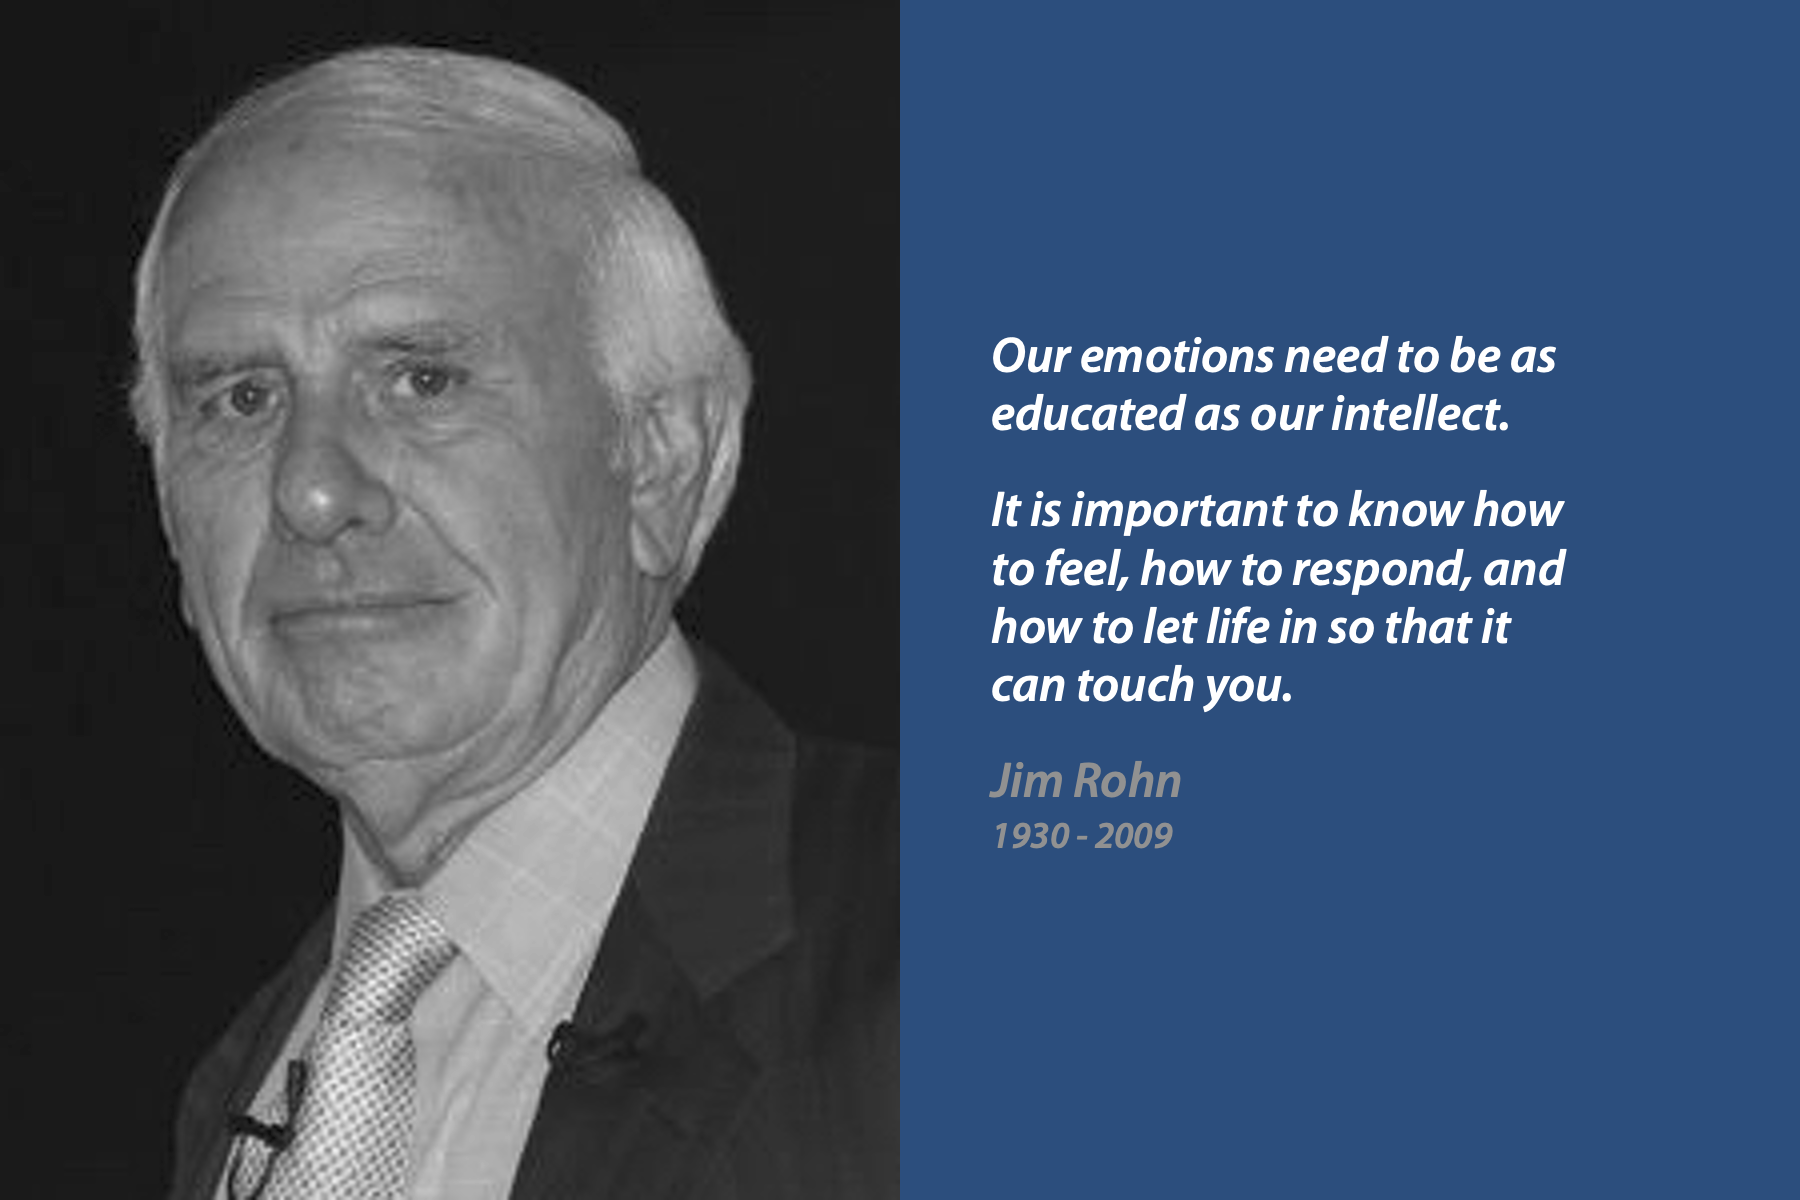 Our emotions need to be as
educated as our intellect.
It is important to know how
to feel, how to respond, and
how to let life in so that it
can touch you.
Jim Rohn
1930 - 2009